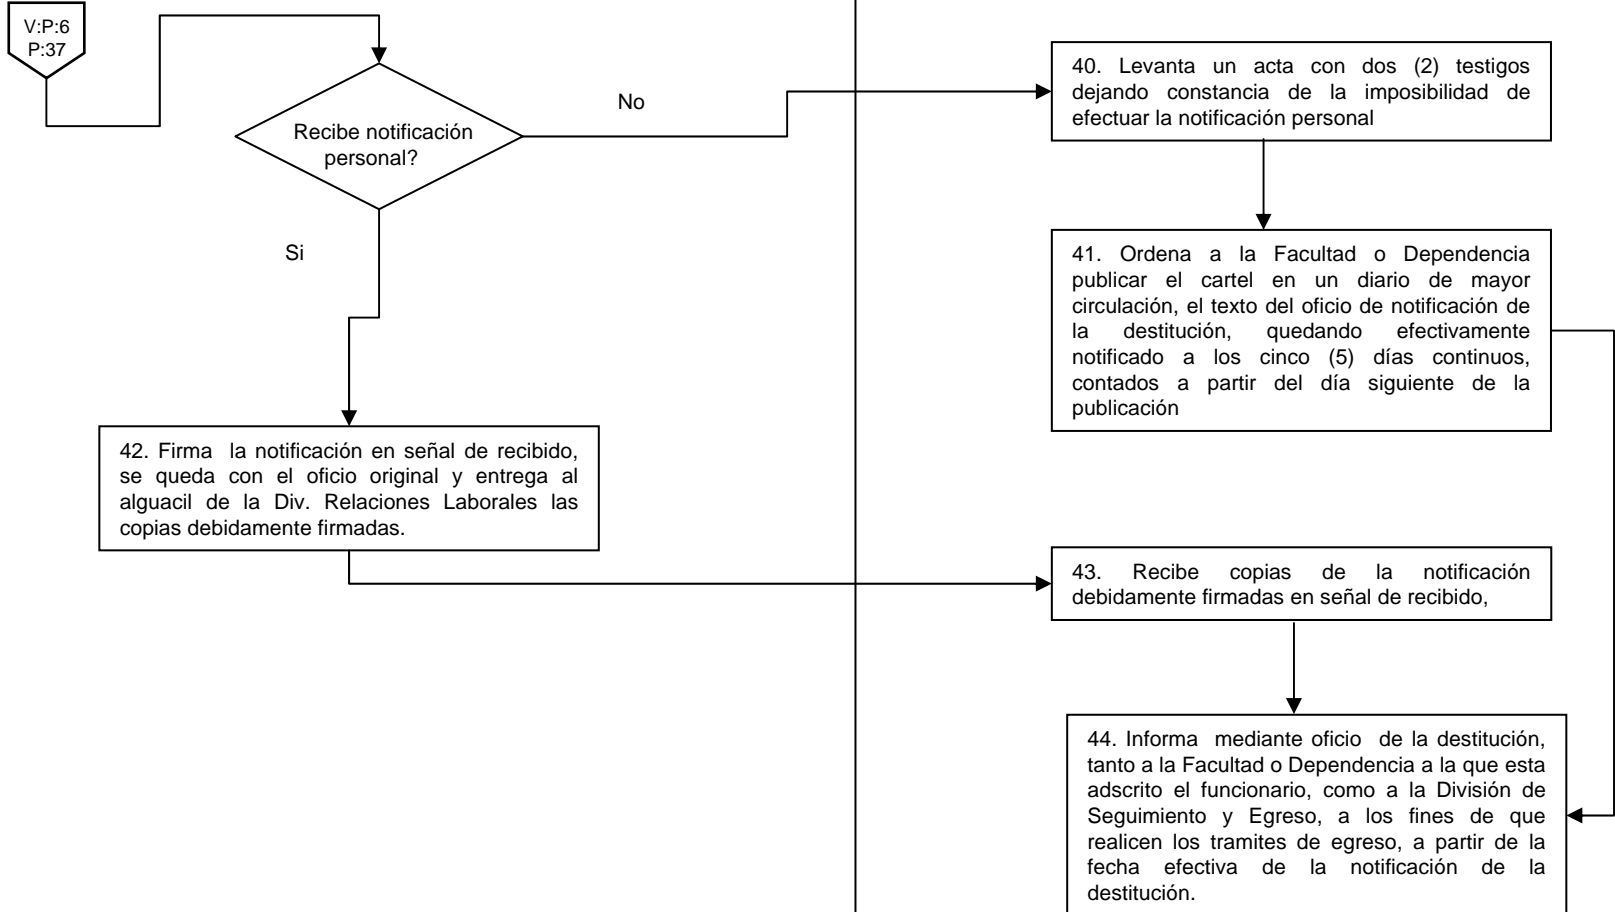 V:P:6
P:37
Recibe notificación
personal?
No
Si
40. Levanta un acta con dos (2) testigos
dejando constancia de la imposibilidad de
efectuar la notificación personal
41. Ordena a la Facultad o Dependencia
publicar el cartel en un diario de mayor
circulación, el texto del oficio de notificación de
la destitución, quedando efectivamente
notificado a los cinco (5) días continuos,
contados a partir del día siguiente de la
publicación
42. Firma la notificación en señal de recibido,
se queda con el oficio original y entrega al
alguacil de la Div. Relaciones Laborales las
copias debidamente firmadas.
43. Recibe copias de la notificación
debidamente firmadas en señal de recibido,
44. Informa mediante oficio de la destitución,
tanto a la Facultad o Dependencia a la que esta
adscrito el funcionario, como a la División de
Seguimiento y Egreso, a los fines de que
realicen los tramites de egreso, a partir de la
fecha efectiva de la notificación de la
destitución.